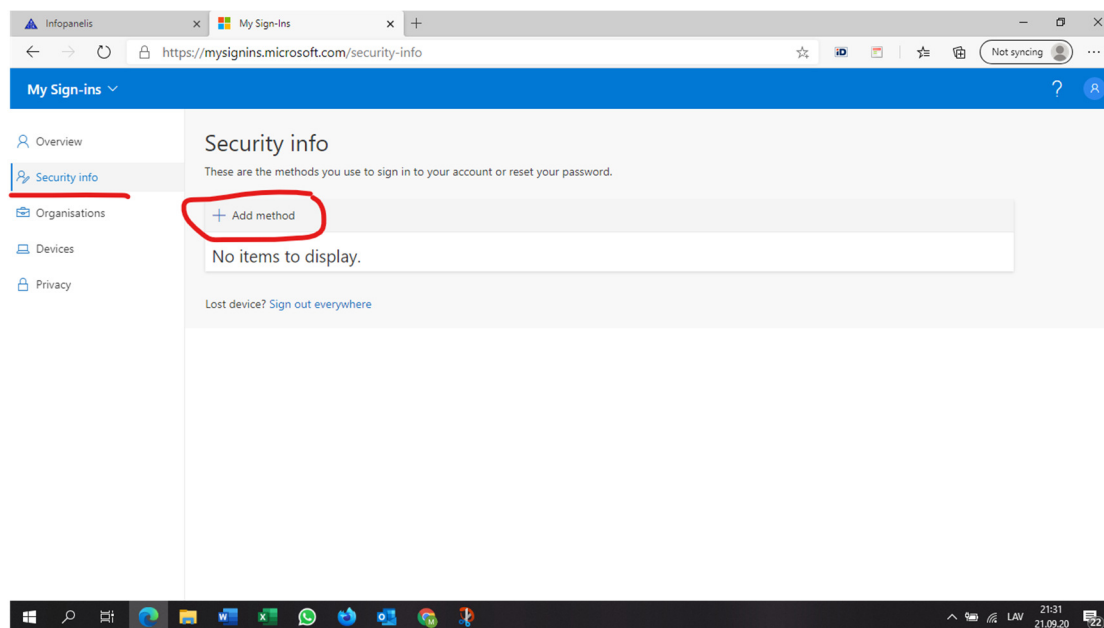 Infopanelis
My Sign-Ins
https://mysignins.microsoft.com/security-info
iD
Not syncing
My Sign-ins
?
Overview
Security info
Organisations
Devices
Privacy
Security info
These are the methods you use to sign in to your account or reset your password.
+ Add method
No items to display.
Lost device? Sign out everywhere
LAV
21:31
21.09.20
22